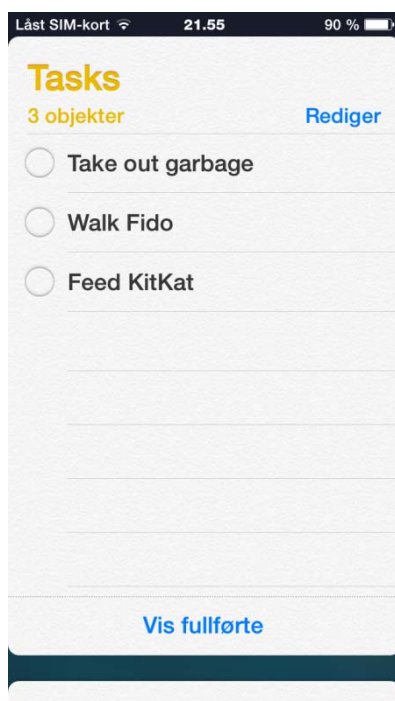 Låst SIM-kort 21.55 90 %
Tasks
3 objekter Rediger
Take out garbage
Walk Fido
Feed KitKat
Vis fullførte